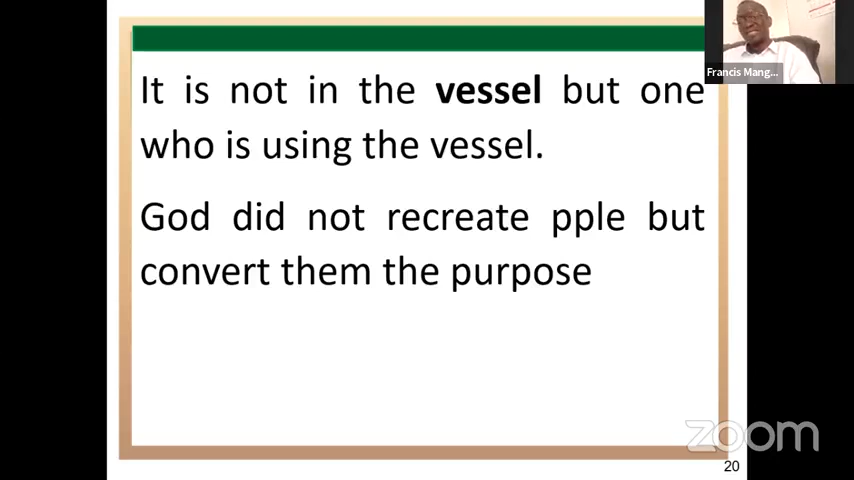 Francis Mang...
It is not in the vessel but one
who is using the vessel.
God did not recreate pple but
convert them the purpose
zoom
20